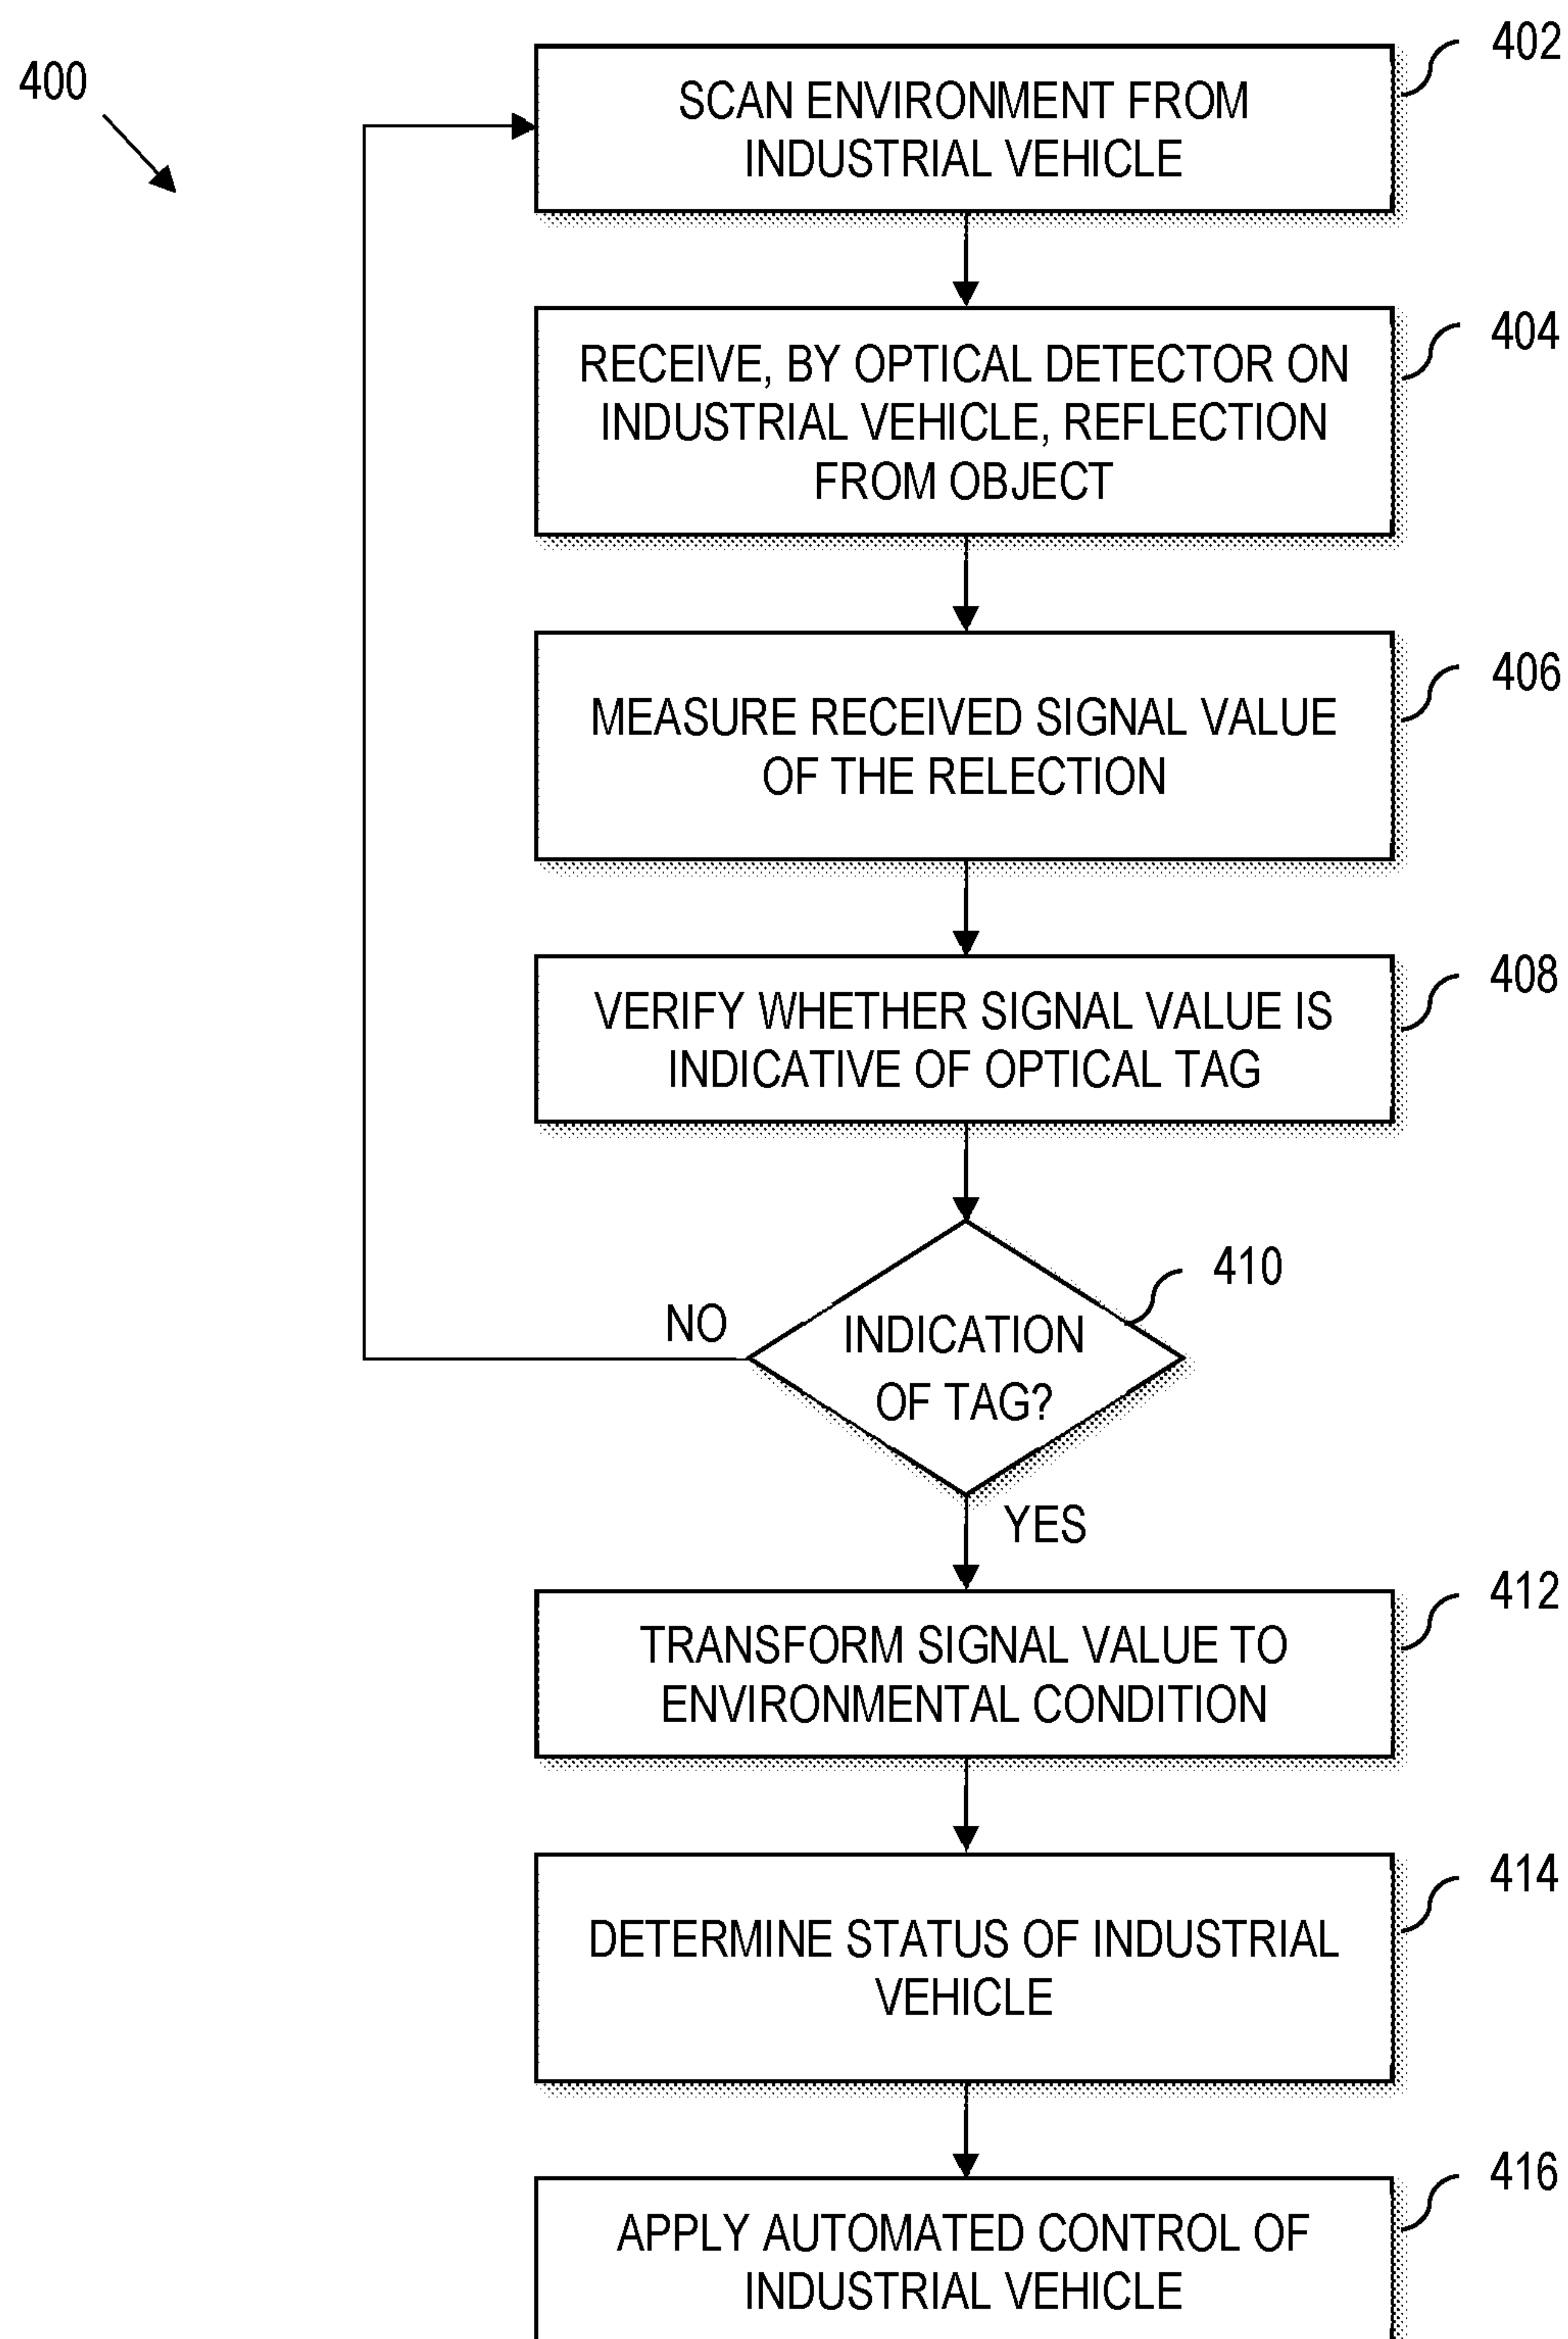 400
402
SCAN ENVIRONMENT FROM
INDUSTRIAL VEHICLE
404
RECEIVE, BY OPTICAL DETECTOR ON
INDUSTRIAL VEHICLE, REFLECTION
FROM OBJECT
406
MEASURE RECEIVED SIGNAL VALUE
OF THE RELECTION
408
VERIFY WHETHER SIGNAL VALUE IS
INDICATIVE OF OPTICAL TAG
410
NO
INDICATION
OF TAG?
YES
412
TRANSFORM SIGNAL VALUE TO
ENVIRONMENTAL CONDITION
414
DETERMINE STATUS OF INDUSTRIAL
VEHICLE
416
APPLY AUTOMATED CONTROL OF
INDUSTRIAL VEHICLE